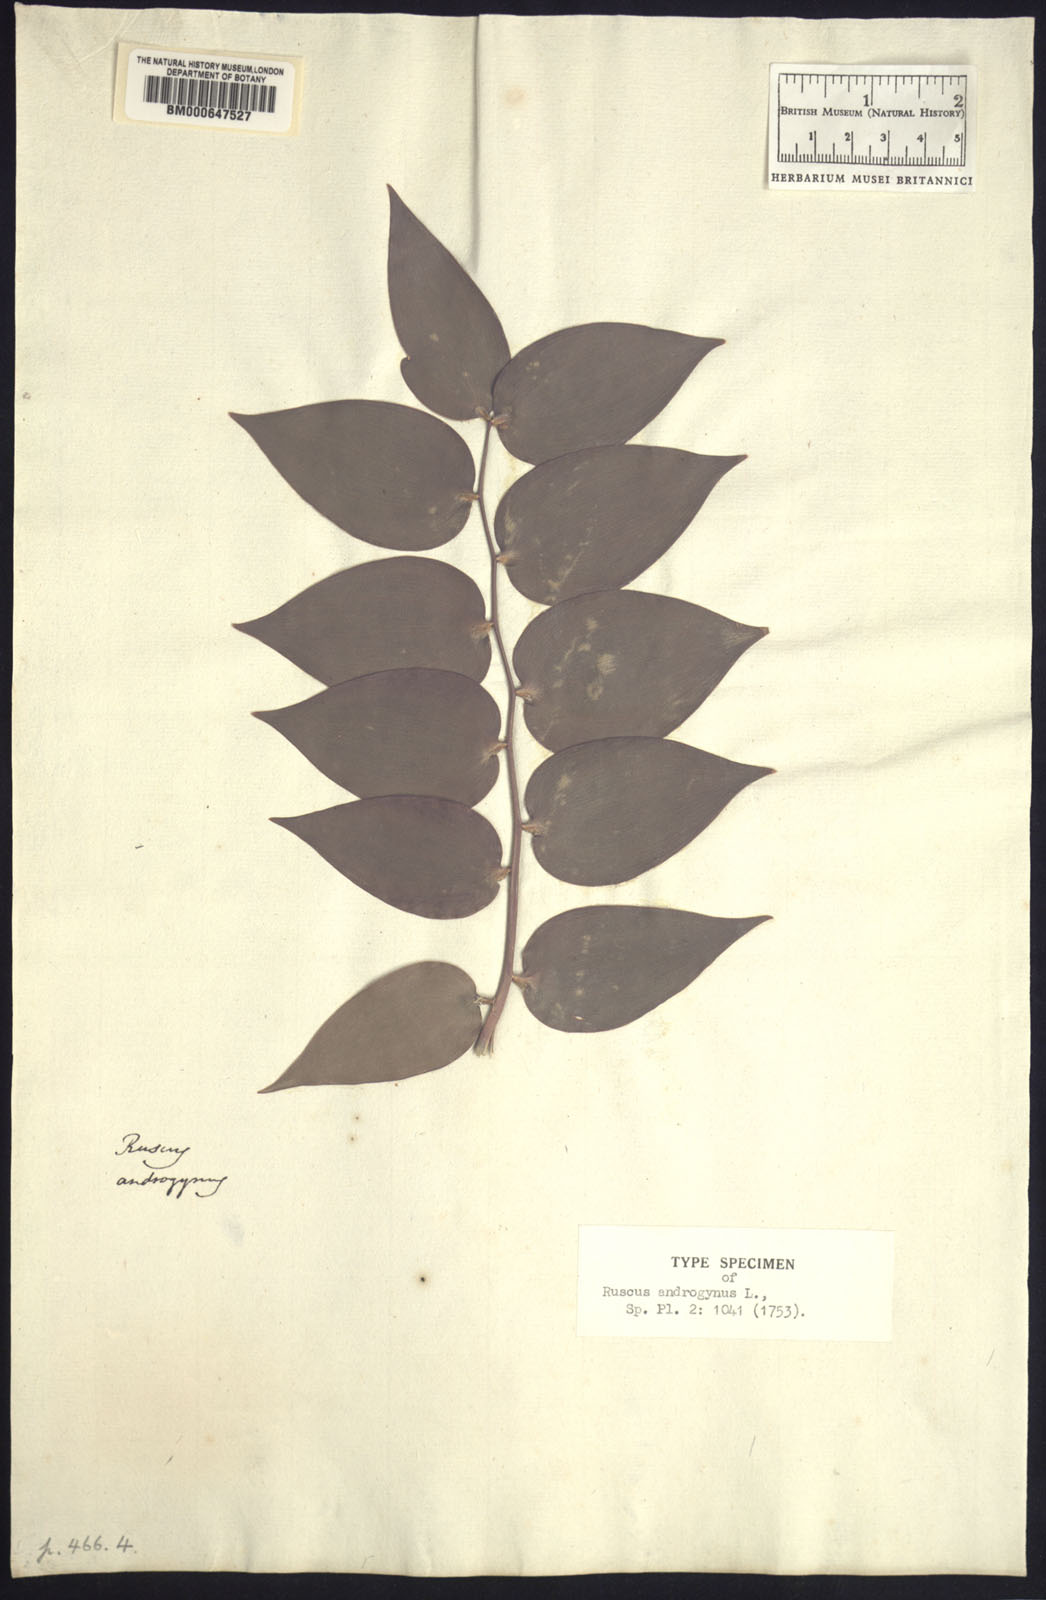 THE NATURAL HISTORY MUSEUM, LONDON
DEPARTMENT OF BOTANY
BM000647527
1 2
BRITISH MUSEUM (NATURAL HISTORY)
1 2 3 4 5
HERBARIUM MUSEI BRITANNICI
Ruscus
androgynus
TYPE SPECIMEN
of
Ruscus androgynus L.,
Sp. Pl. 2: 1041 (1753).
p. 466. 4.